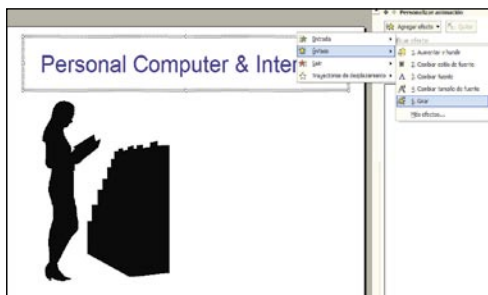 Personalizar animación
Agregar efecto
Quitar
Entrada
Énfasis
Salir
Trayectorias de desplazamiento
1. Aumentar y hundir
2. Cambiar estilo de fuente
3. Cambiar fuente
4. Cambiar tamaño de fuente
5. Girar
Más efectos...
Personal Computer & Inter